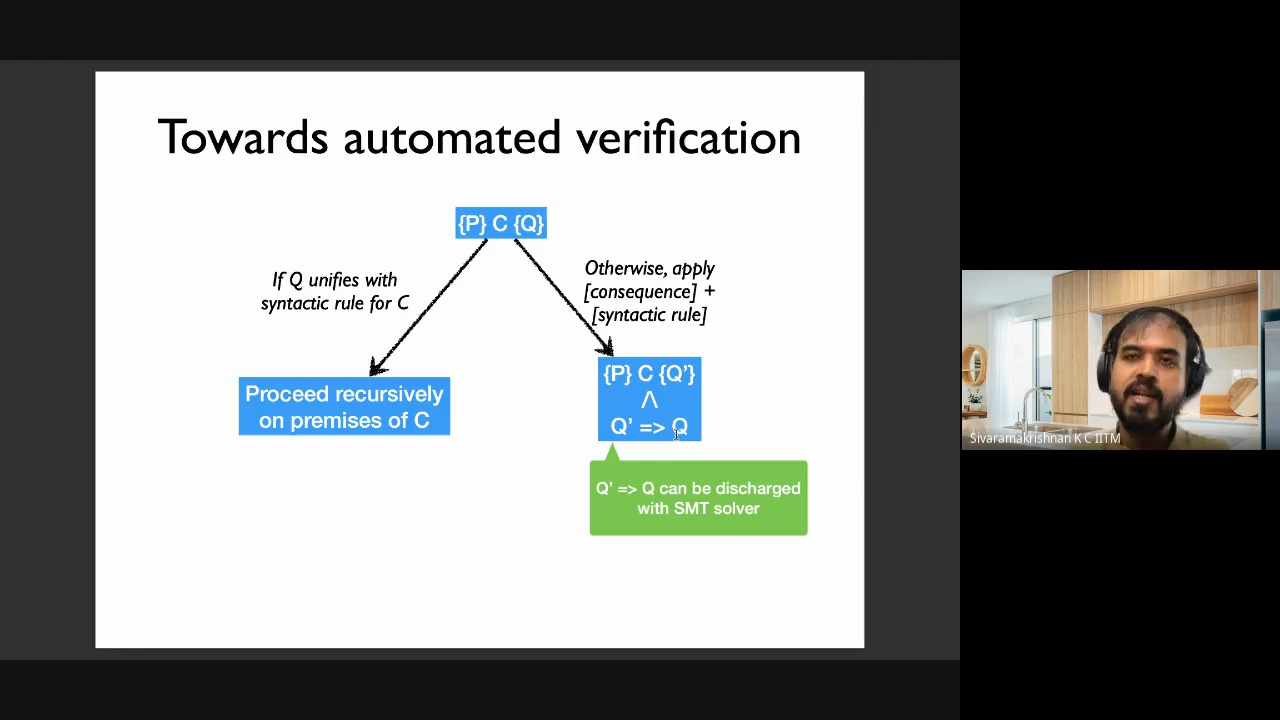 Towards automated verification
{P} C {Q}
If Q unifies with
syntactic rule for C
Otherwise, apply
[consequence] +
[syntactic rule]
Proceed recursively
on premises of C
{P} C {Q’}
/\
Q’ => Q
Q’ => Q can be discharged
with SMT solver
Sivaramakrishnan K C IITM